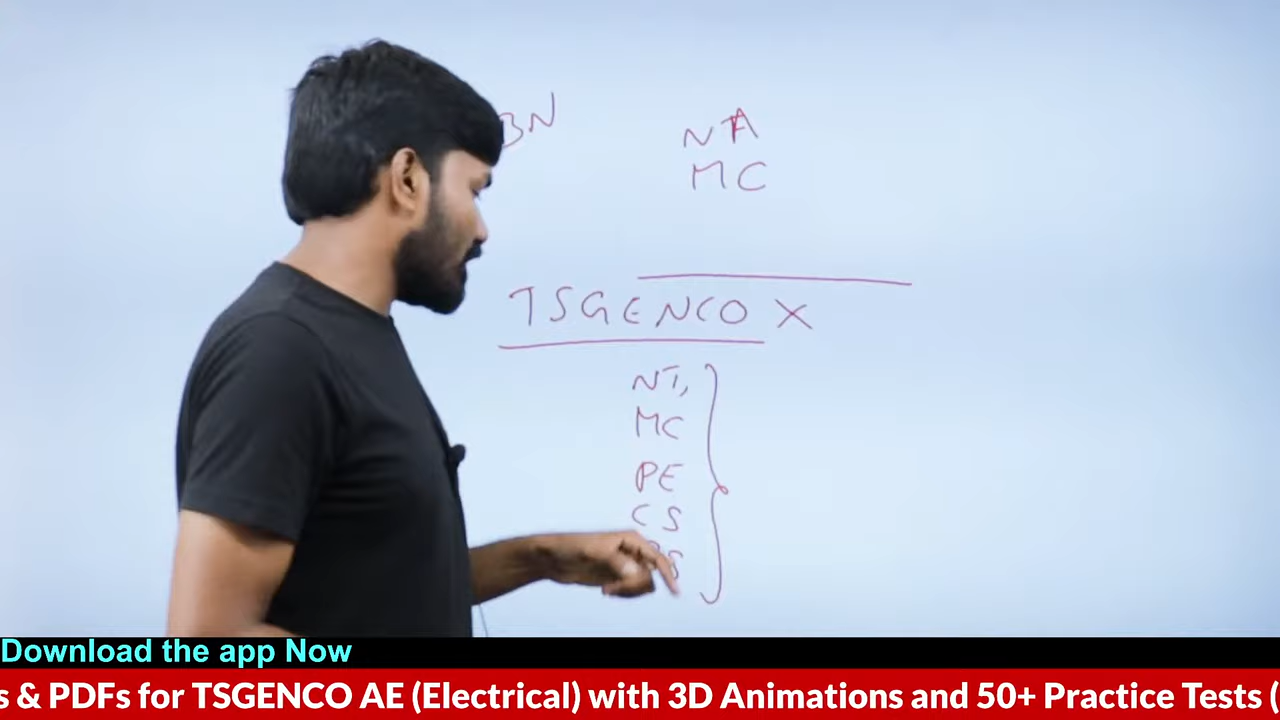 BN
NTA
MC
TSGENCO X
NT,
MC
PE
CS
Download the app Now
s & PDFs for TSGENCO AE (Electrical) with 3D Animations and 50+ Practice Tests (